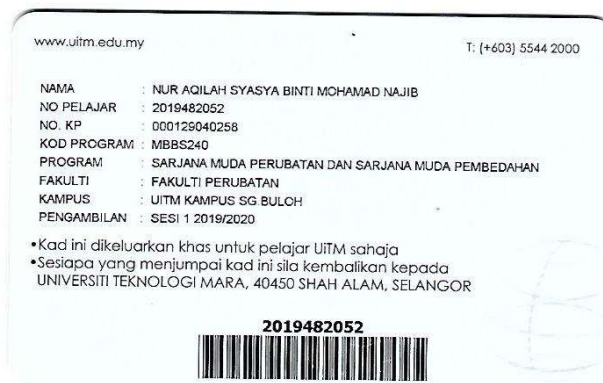 www.uitm.edu.my
T: (+603) 5544 2000
NAMA : NUR AQILAH SYASYA BINTI MOHAMAD NAJIB
NO PELAJAR : 2019482052
NO. KP : 000129040258
KOD PROGRAM : MBBS240
PROGRAM : SARJANA MUDA PERUBATAN DAN SARJANA MUDA PEMBEDAHAN
FAKULTI : FAKULTI PERUBATAN
KAMPUS : UITM KAMPUS SG BULOH
PENGAMBILAN : SESI 1 2019/2020
•Kad ini dikeluarkan khas untuk pelajar UiTM sahaja
•Sesiapa yang menjumpai kad ini sila kembalikan kepada
UNIVERSITI TEKNOLOGI MARA, 40450 SHAH ALAM, SELANGOR
2019482052